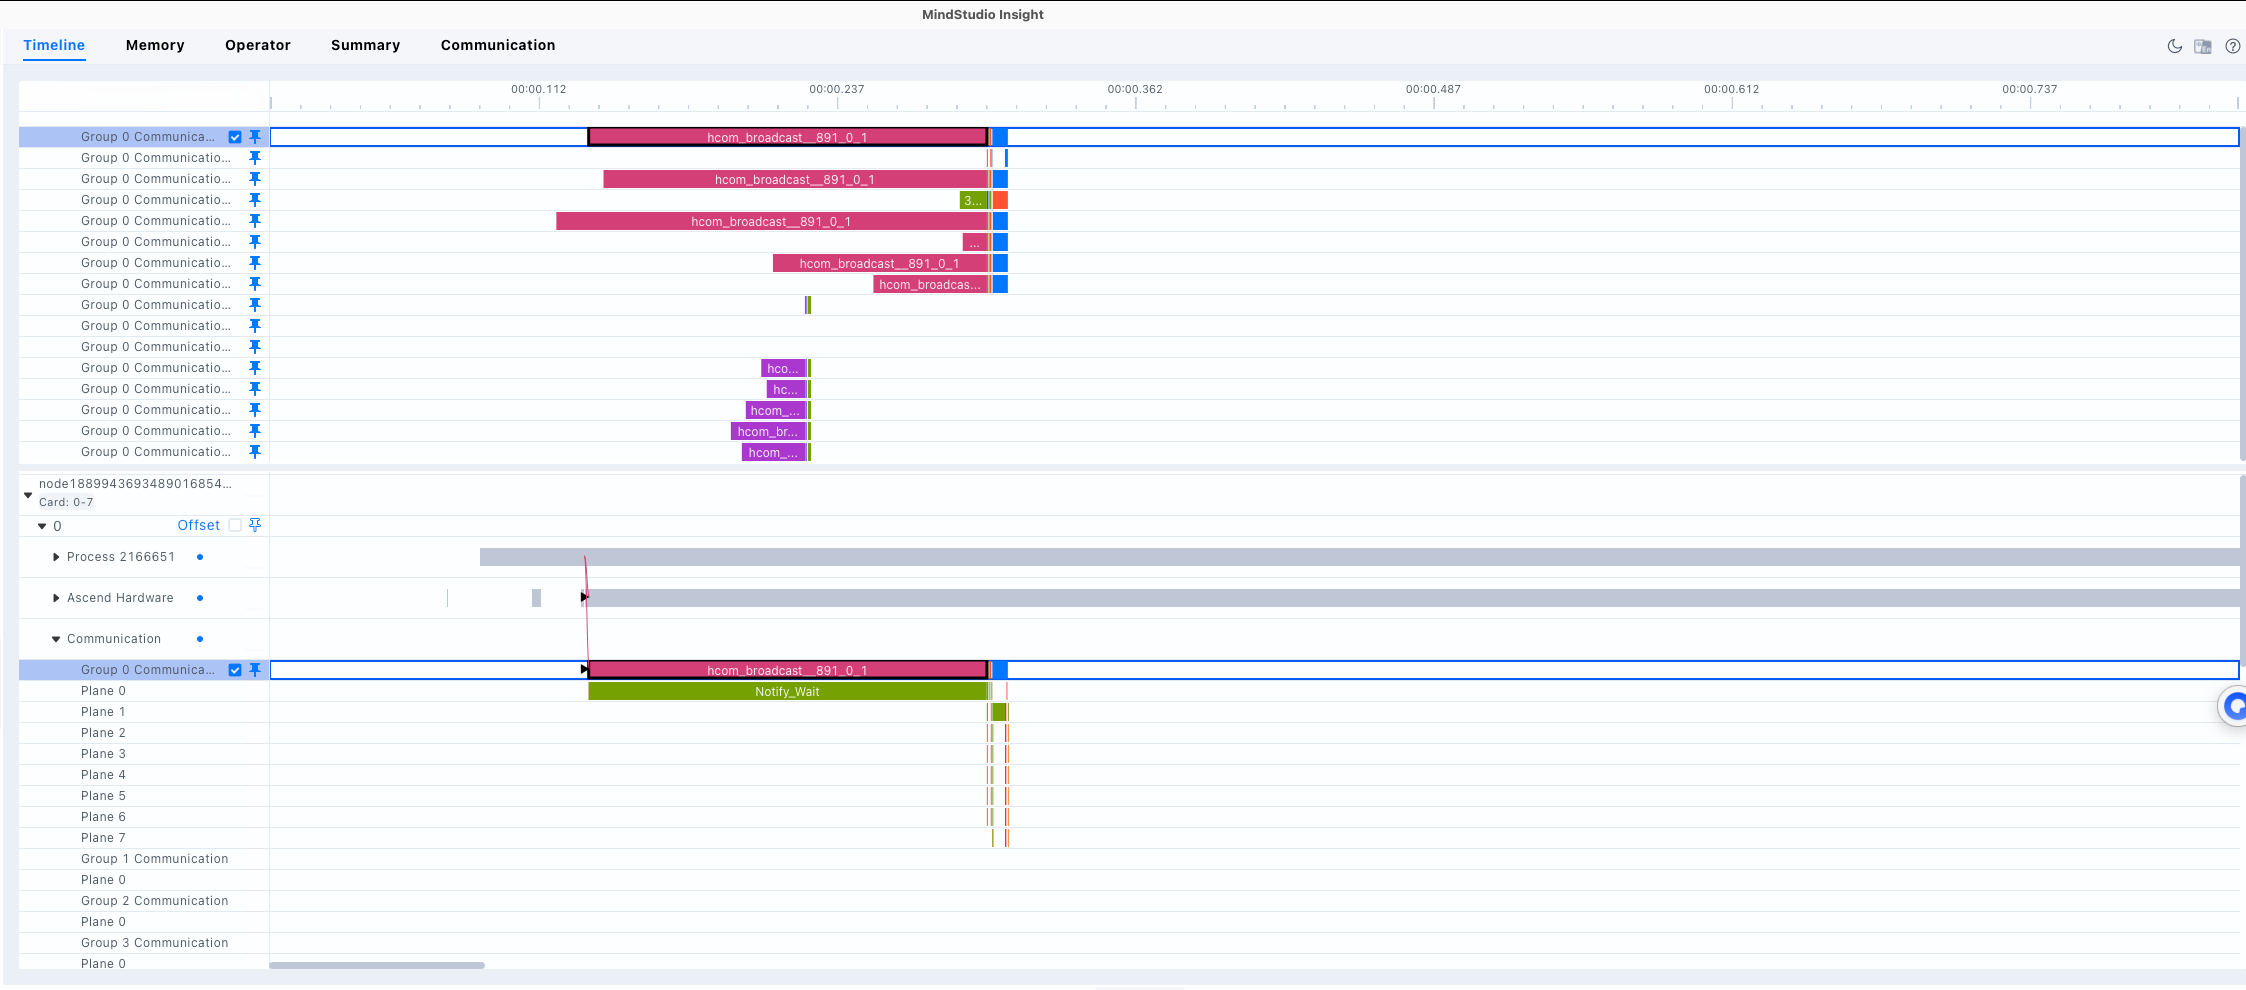 MindStudio Insight
Timeline Memory Operator Summary Communication
00:00.112 00:00.237 00:00.362 00:00.487 00:00.612 00:00.737
Group 0 Communica... hcom_broadcast__891_0_1
Group 0 Communicatio...
Group 0 Communicatio... hcom_broadcast__891_0_1
Group 0 Communicatio... 3...
Group 0 Communicatio... hcom_broadcast__891_0_1
Group 0 Communicatio... ...
Group 0 Communicatio... hcom_broadcast__891_0_1
Group 0 Communicatio... hcom_broadcas...
Group 0 Communicatio...
Group 0 Communicatio...
Group 0 Communicatio...
Group 0 Communicatio... hco...
Group 0 Communicatio... hc...
Group 0 Communicatio... hcom_...
Group 0 Communicatio... hcom_br...
Group 0 Communicatio... hcom_...
node1889943693489016854...
Card: 0-7
0 Offset
Process 2166651
Ascend Hardware
Communication
Group 0 Communica... hcom_broadcast__891_0_1
Plane 0 Notify_Wait
Plane 1
Plane 2
Plane 3
Plane 4
Plane 5
Plane 6
Plane 7
Group 1 Communication
Plane 0
Group 2 Communication
Plane 0
Group 3 Communication
Plane 0